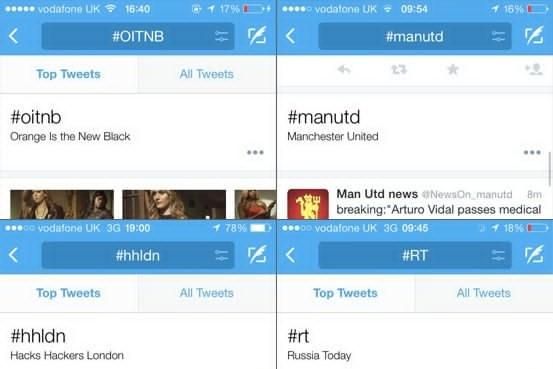 vodafone UK 16:40 17%
#OITNB
Top Tweets All Tweets
#oitnb
Orange Is the New Black
vodafone UK 09:54 16%
#manutd
#manutd
Manchester United
Man Utd news @NewsOn_manutd 8m
breaking:"Arturo Vidal passes medical
vodafone UK 3G 19:00 78%
#hhldn
Top Tweets All Tweets
#hhldn
Hacks Hackers London
vodafone UK 3G 09:45 18%
#RT
Top Tweets All Tweets
#rt
Russia Today